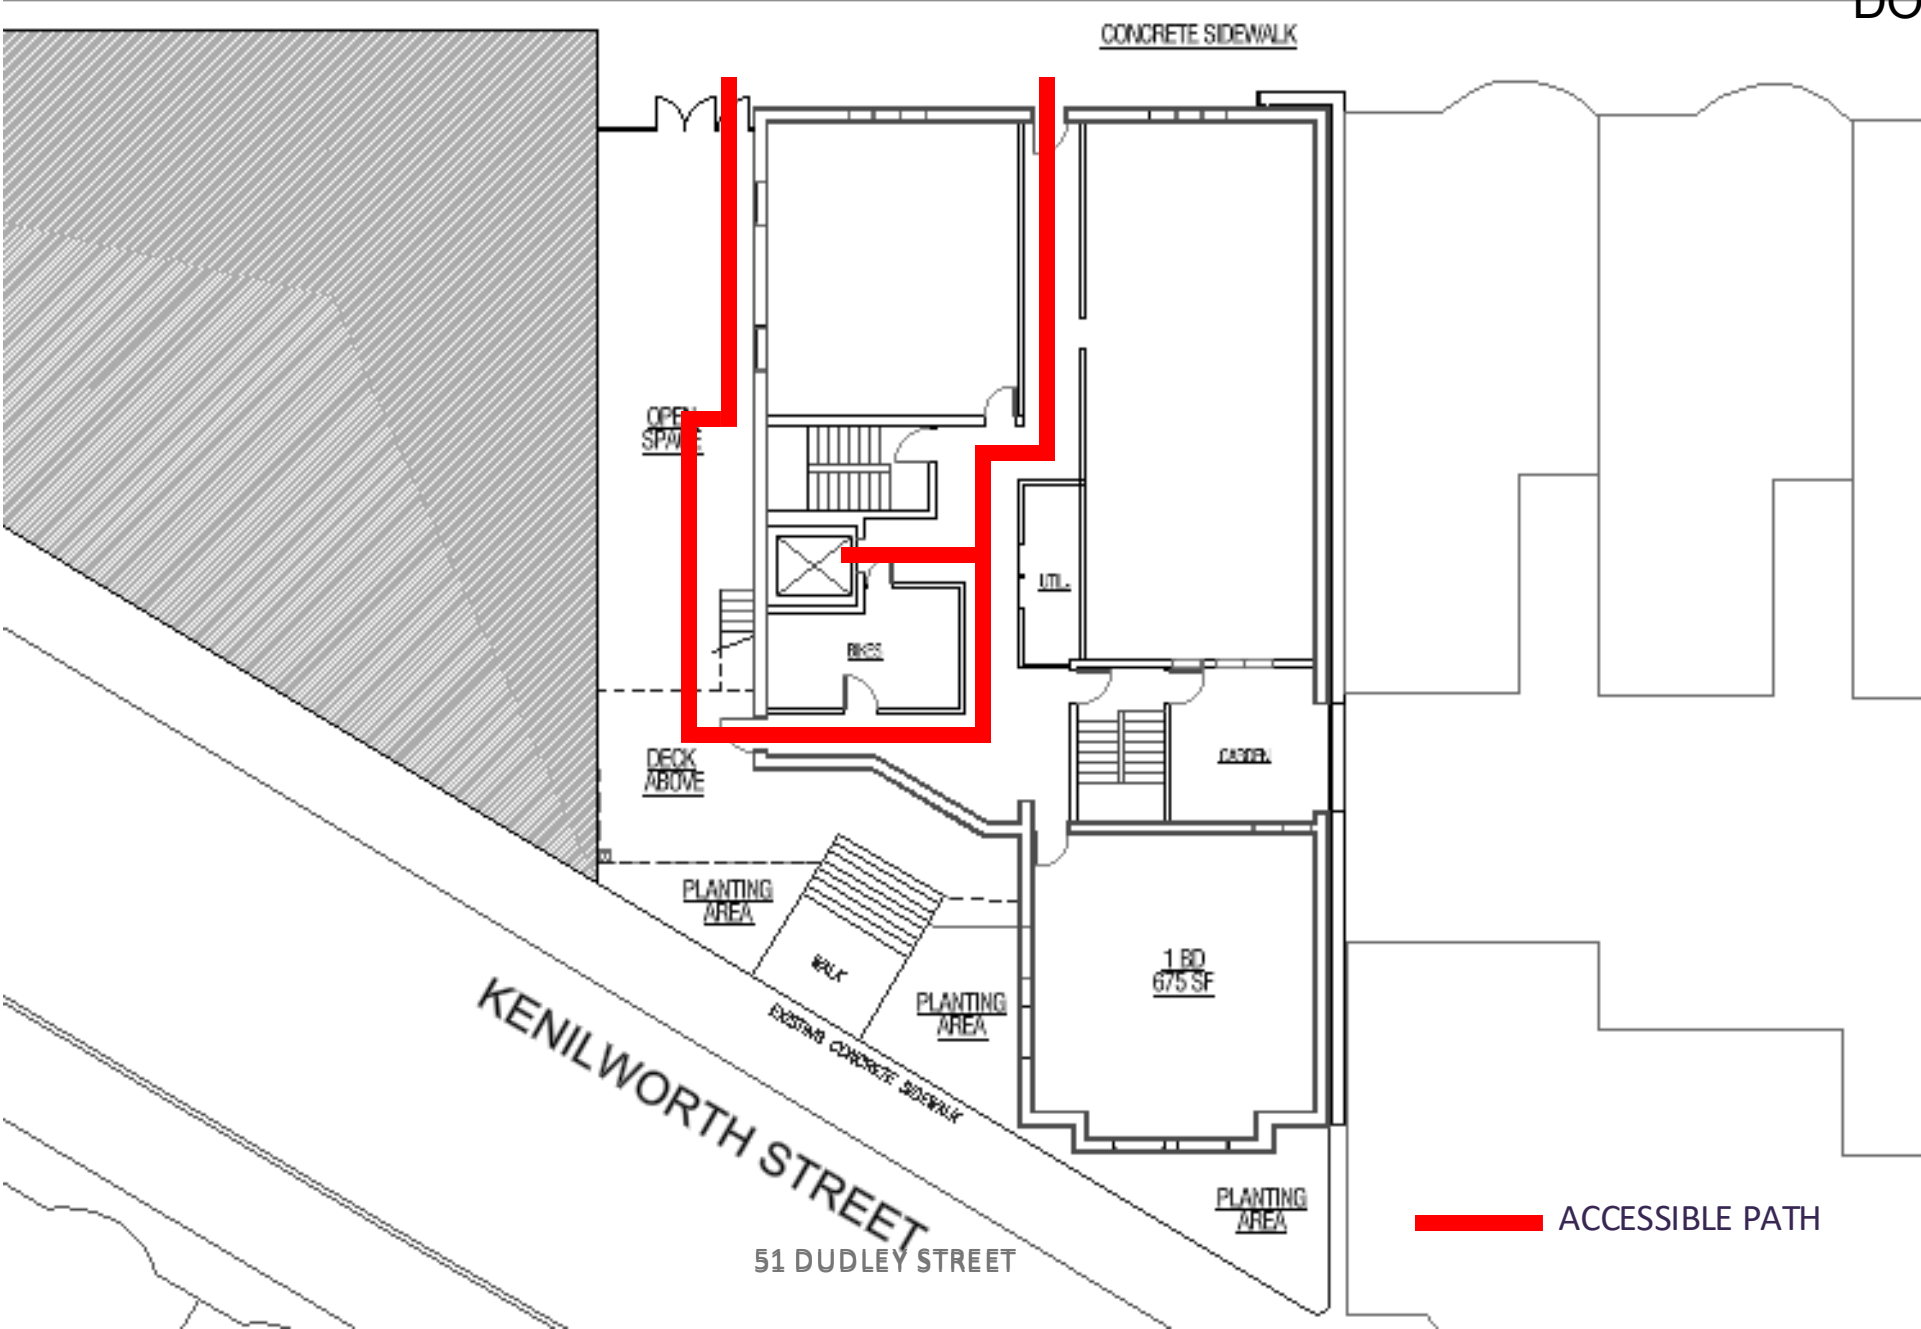 DO
CONCRETE SIDEWALK
OPEN
SPACE
UTIL.
BIKES
DECK
ABOVE
GARDEN
PLANTING
AREA
WALK
1 BD
675 SF
PLANTING
AREA
EXISTING CONCRETE SIDEWALK
KENILWORTH STREET
PLANTING
AREA
ACCESSIBLE PATH
51 DUDLEY STREET